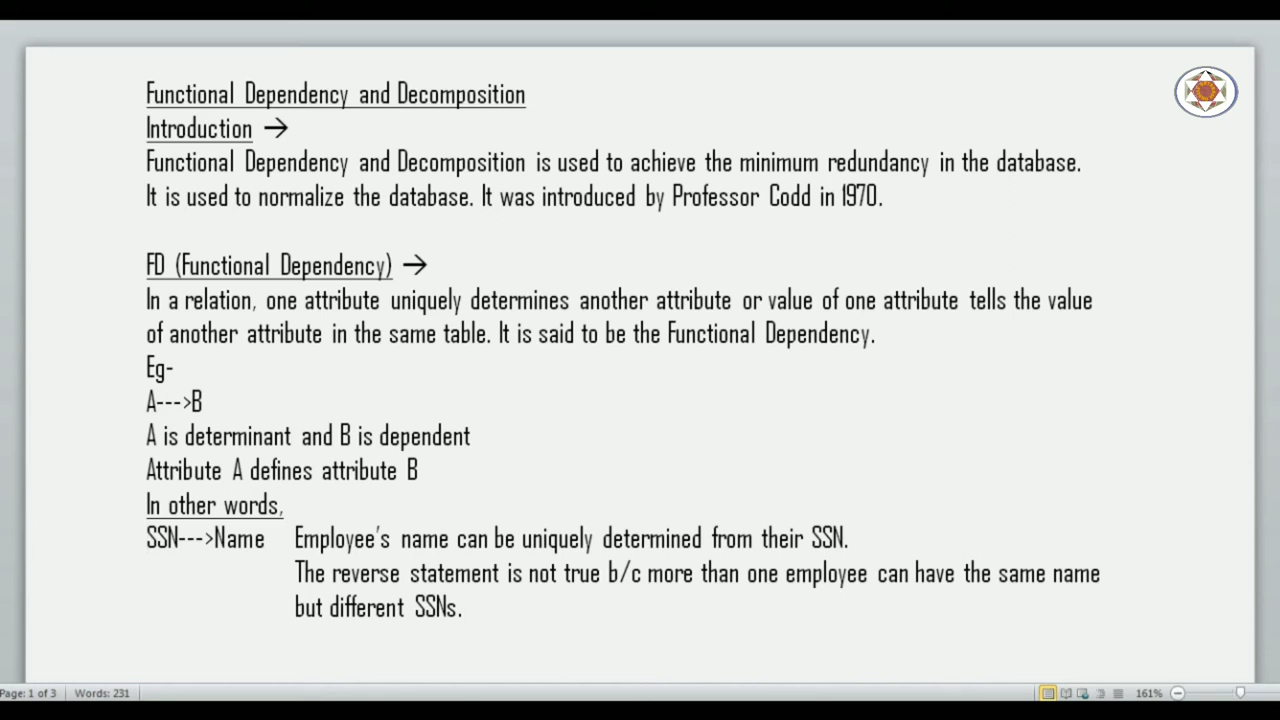 Functional Dependency and Decomposition
Introduction →
Functional Dependency and Decomposition is used to achieve the minimum redundancy in the database.
It is used to normalize the database. It was introduced by Professor Codd in 1970.
FD (Functional Dependency) →
In a relation, one attribute uniquely determines another attribute or value of one attribute tells the value
of another attribute in the same table. It is said to be the Functional Dependency.
Eg-
A--->B
A is determinant and B is dependent
Attribute A defines attribute B
In other words,
SSN--->Name Employee's name can be uniquely determined from their SSN.
The reverse statement is not true b/c more than one employee can have the same name
but different SSNs.
Page: 1 of 3 Words: 231 161%